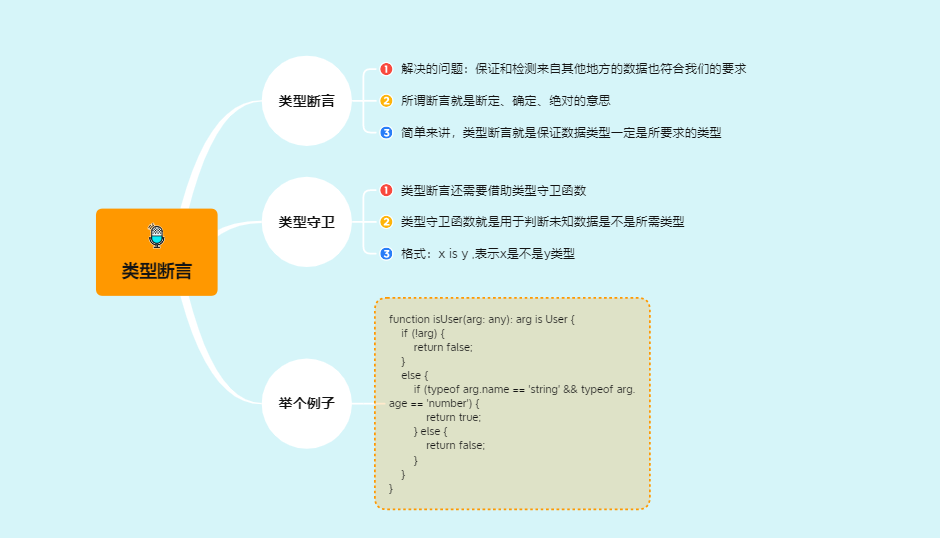 类型断言
类型断言
1 解决的问题：保证和检测来自其他地方的数据也符合我们的要求
2 所谓断言就是断定、确定、绝对的意思
3 简单来讲，类型断言就是保证数据类型一定是所要求的类型
类型守卫
1 类型断言还需要借助类型守卫函数
2 类型守卫函数就是用于判断未知数据是不是所需类型
3 格式：x is y ,表示x是不是y类型
举个例子
function isUser(arg: any): arg is User {
    if (!arg) {
        return false;
    }
    else {
        if (typeof arg.name == 'string' && typeof arg.
age == 'number') {
            return true;
        } else {
            return false;
        }
    }
}